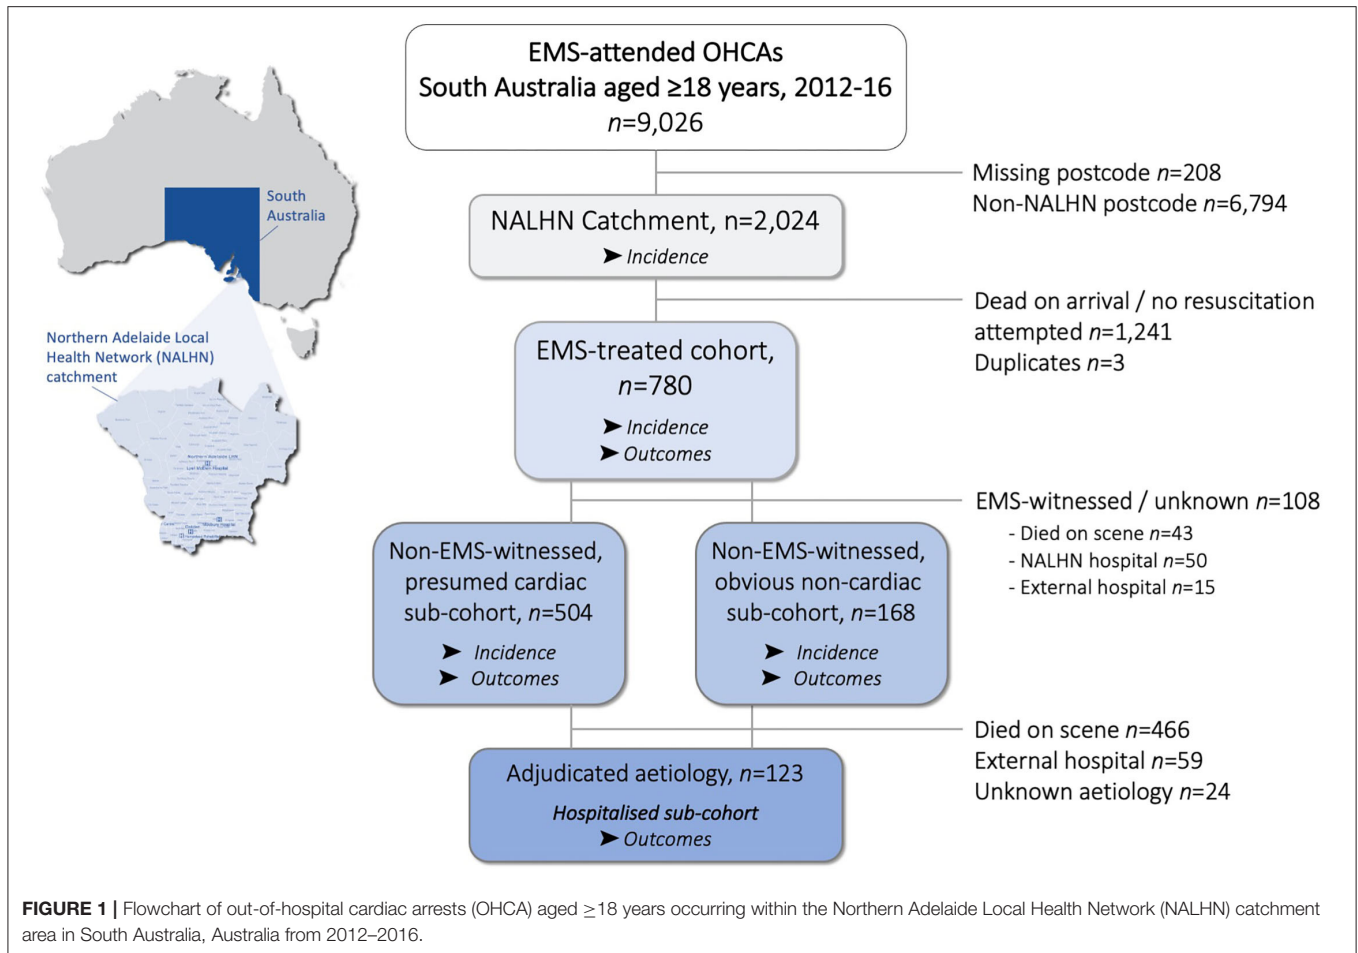 EMS-attended OHCAs
South Australia aged ≥18 years, 2012-16
n=9,026
Missing postcode n=208
Non-NALHN postcode n=6,794
South
Australia
NALHN Catchment, n=2,024
➤ Incidence
Dead on arrival / no resuscitation
attempted n=1,241
Duplicates n=3
Northern Adelaide Local
Health Network (NALHN)
catchment
EMS-treated cohort,
n=780
➤ Incidence
➤ Outcomes
EMS-witnessed / unknown n=108
- Died on scene n=43
- NALHN hospital n=50
- External hospital n=15
Non-EMS-witnessed,
presumed cardiac
sub-cohort, n=504
➤ Incidence
➤ Outcomes
Non-EMS-witnessed,
obvious non-cardiac
sub-cohort, n=168
➤ Incidence
➤ Outcomes
Died on scene n=466
External hospital n=59
Unknown aetiology n=24
Adjudicated aetiology, n=123
Hospitalised sub-cohort
➤ Outcomes
FIGURE 1 | Flowchart of out-of-hospital cardiac arrests (OHCA) aged ≥18 years occurring within the Northern Adelaide Local Health Network (NALHN) catchment
area in South Australia, Australia from 2012–2016.